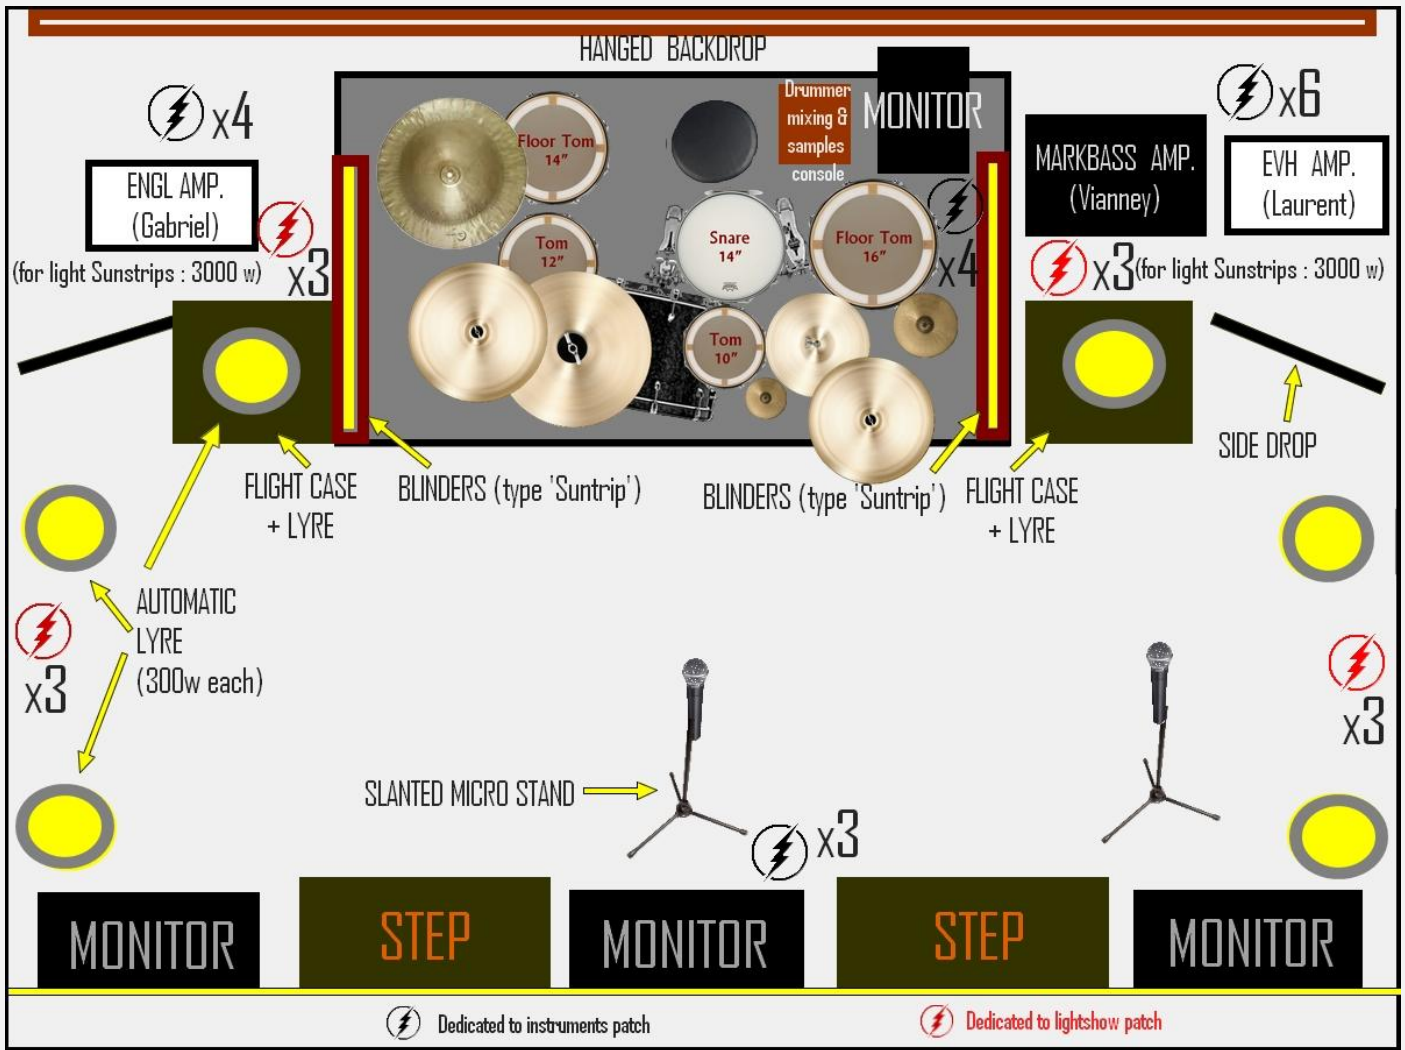 HANGED BACKDROP
x4
ENGL AMP.
(Gabriel)
x3
(for light Sunstrips : 3000 w)
Floor Tom
14"
Tom
12"
Snare
14"
Floor Tom
16"
Tom
10"
Drummer
mixing &
samples
console
MONITOR
x4
x6
MARKBASS AMP.
(Vianney)
EVH AMP.
(Laurent)
x3
(for light Sunstrips : 3000 w)
SIDE DROP
FLIGHT CASE
+ LYRE
BLINDERS (type 'Suntrip')
BLINDERS (type 'Suntrip')
FLIGHT CASE
+ LYRE
AUTOMATIC
LYRE
(300w each)
x3
x3
SLANTED MICRO STAND
x3
MONITOR
STEP
MONITOR
STEP
MONITOR
Dedicated to instruments patch
Dedicated to lightshow patch